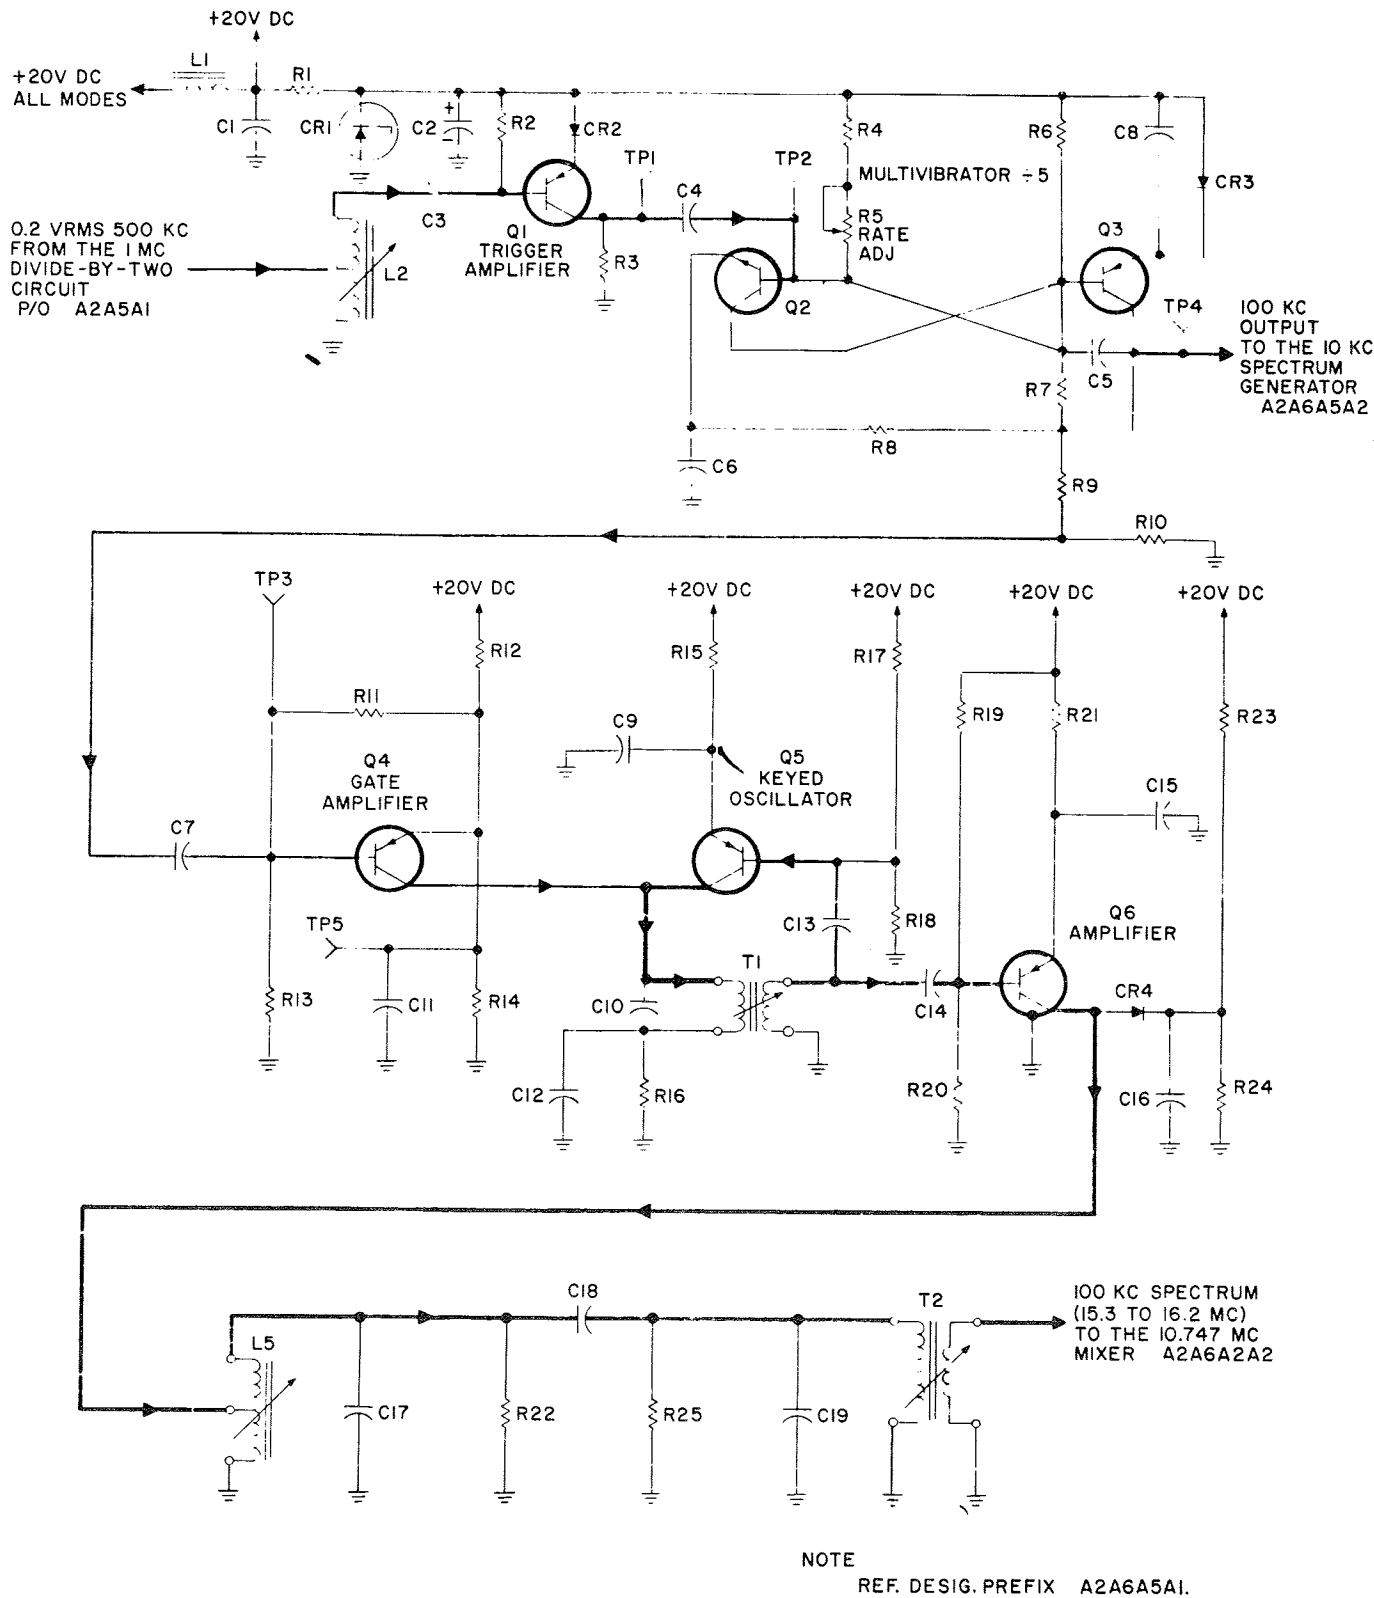 +20V DC
L1
+20V DC
ALL MODES
R1
C1
CR1
+
C2
−
R2
CR2
R4
R6
C8
TP1
TP2
MULTIVIBRATOR ÷5
CR3
C4
C3
0.2 VRMS 500 KC
FROM THE 1 MC
DIVIDE-BY-TWO
CIRCUIT
P/O A2A5A1
L2
Q1
TRIGGER
AMPLIFIER
R3
R5
RATE
ADJ
Q3
Q2
TP4
100 KC
OUTPUT
TO THE 10 KC
SPECTRUM
GENERATOR
A2A6A5A2
C5
R7
R8
C6
R9
R10
TP3
+20V DC
+20V DC
+20V DC
+20V DC
+20V DC
R12
R15
R17
R11
R19
R21
R23
C9
Q4
GATE
AMPLIFIER
Q5
KEYED
OSCILLATOR
C15
C7
TP5
C13
R18
Q6
AMPLIFIER
T1
R13
C11
R14
C10
C14
CR4
C12
R16
R20
C16
R24
C18
T2
100 KC SPECTRUM
(15.3 TO 16.2 MC)
TO THE 10.747 MC
MIXER A2A6A2A2
L5
C17
R22
R25
C19
NOTE
REF. DESIG. PREFIX A2A6A5A1.